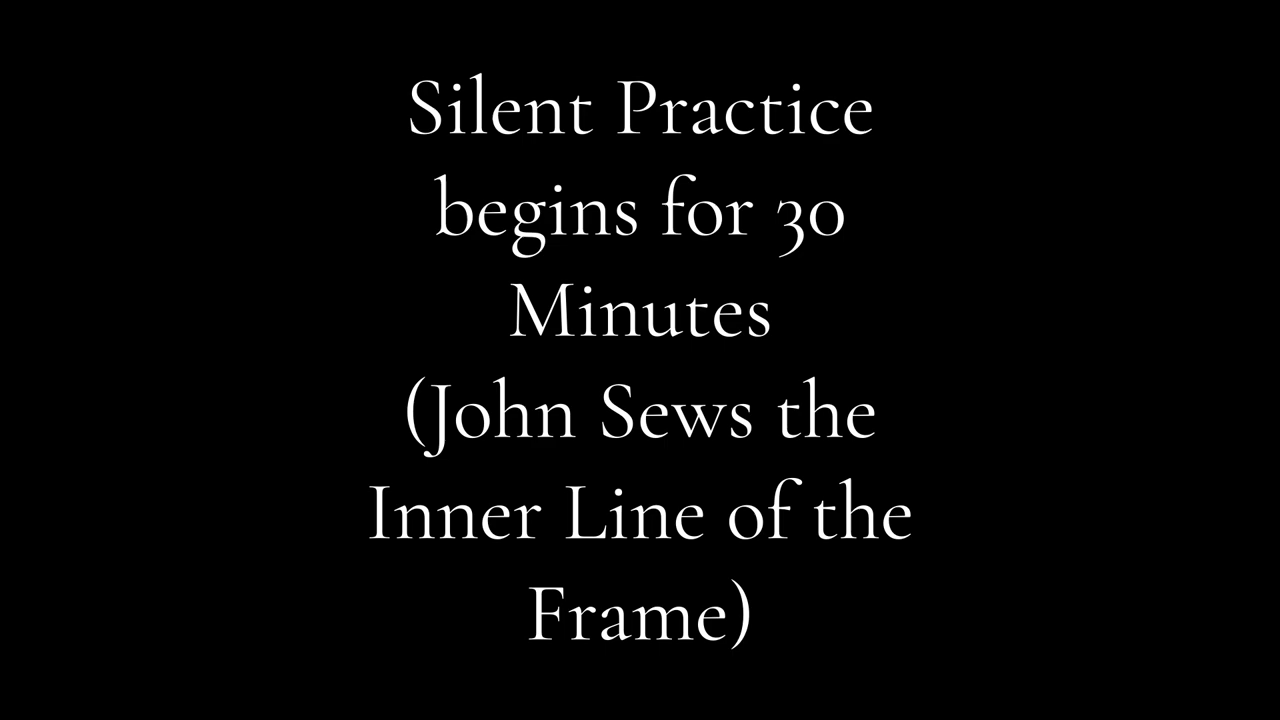 Silent Practice
begins for 30
Minutes
(John Sews the
Inner Line of the
Frame)